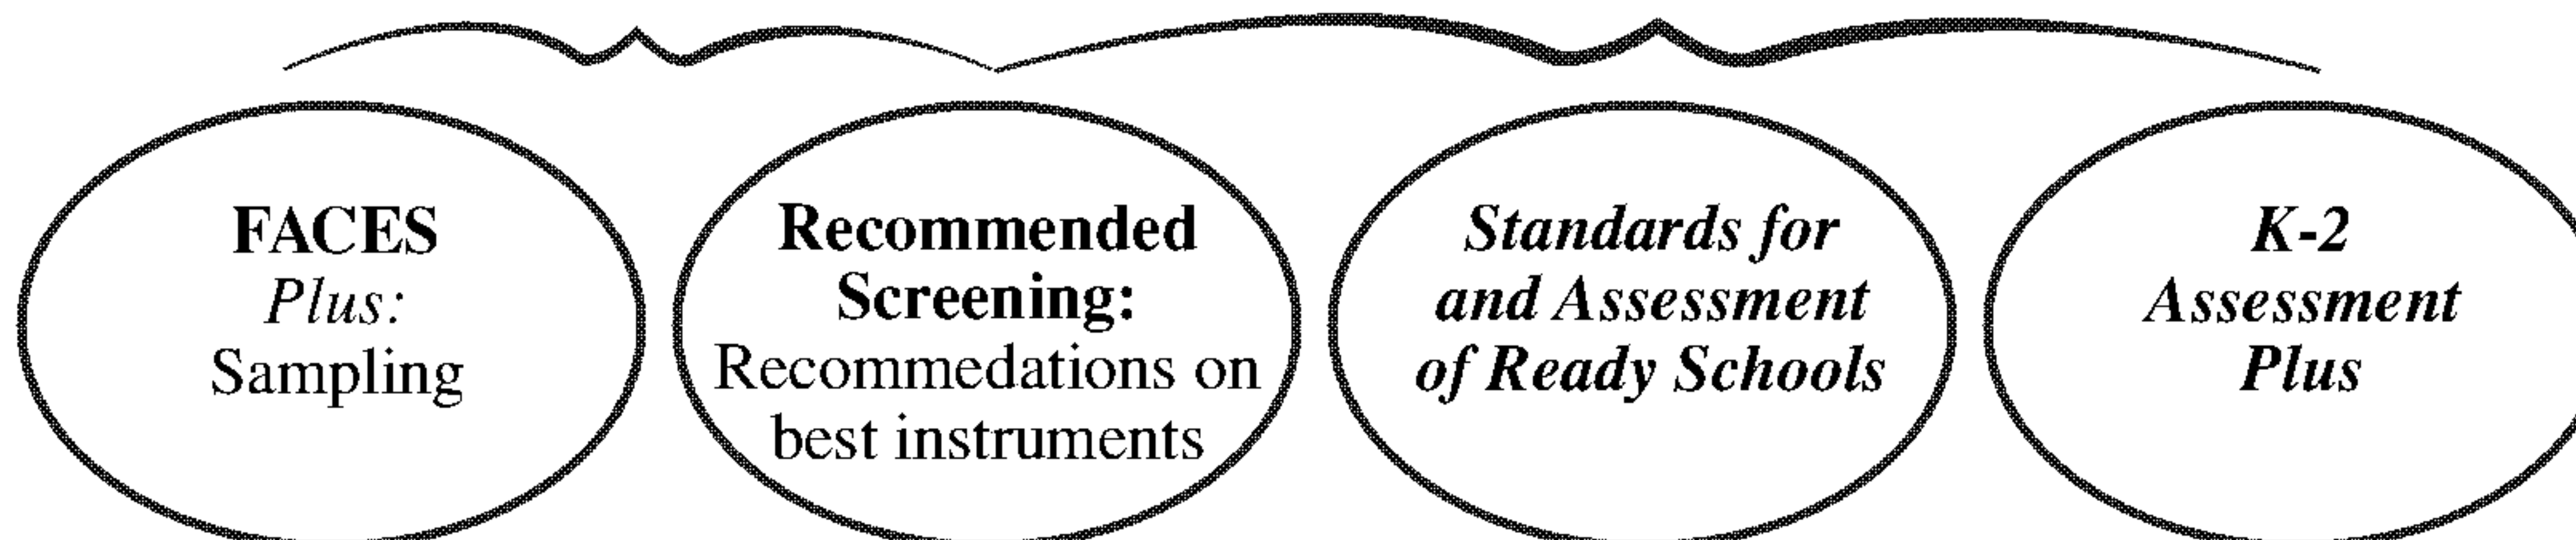 FACES
Plus:
Sampling
Recommended
Screening:
Recommedations on
best instruments
Standards for
and Assessment
of Ready Schools
K-2
Assessment
Plus